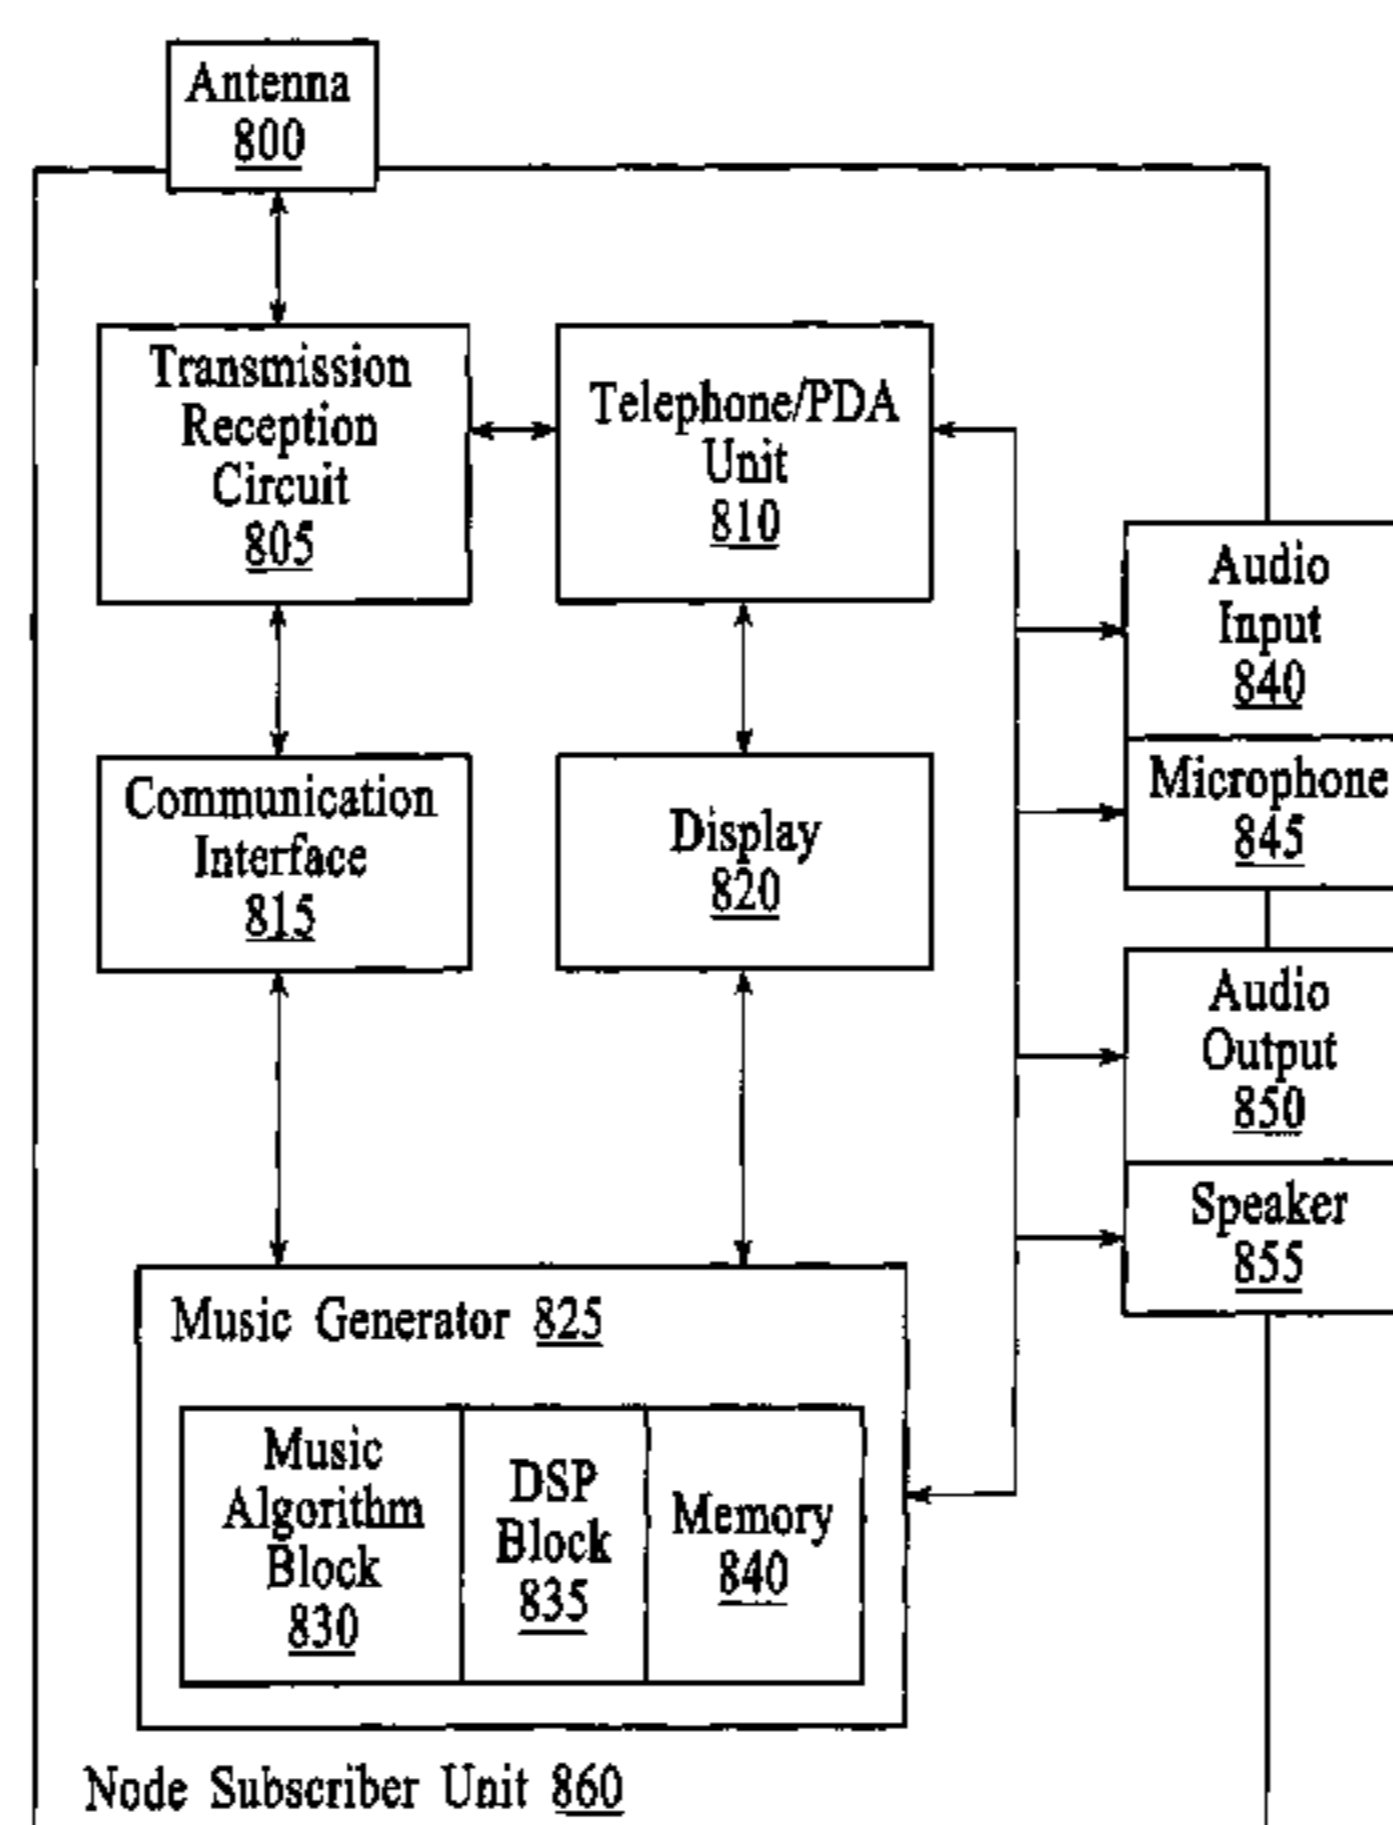 Antenna
800
Transmission
Reception
Circuit
805
Telephone/PDA
Unit
810
Audio
Input
840
Microphone
845
Communication
Interface
815
Display
820
Audio
Output
850
Speaker
855
Music Generator 825
Music
Algorithm
Block
830
DSP
Block
835
Memory
840
Node Subscriber Unit 860